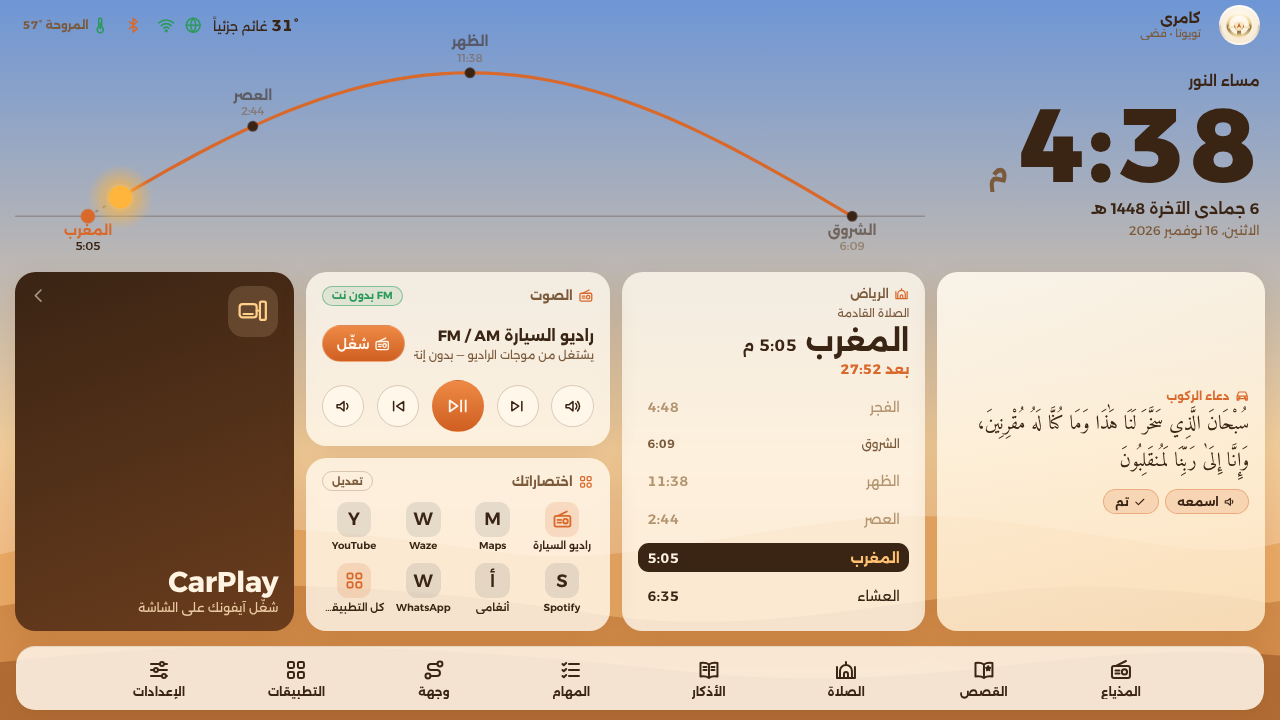 كامري
تويوتا • فضي
31° غائم جزئياً
المروحة 57°
مساء النور
4:38 م
6 جمادى الآخرة 1448 هـ
الاثنين، 16 نوفمبر 2026
الظهر
11:38
العصر
2:44
المغرب
5:05
الشروق
6:09
دعاء الركوب
سُبْحَانَ الَّذِي سَخَّرَ لَنَا هَٰذَا وَمَا كُنَّا لَهُ مُقْرِنِينَ،
وَإِنَّا إِلَىٰ رَبِّنَا لَمُنقَلِبُونَ
اسمعه
تم
الرياض
الصلاة القادمة
المغرب 5:05 م
بعد 27:52
الفجر 4:48
الشروق 6:09
الظهر 11:38
العصر 2:44
المغرب 5:05
العشاء 6:35
الصوت
FM بدون نت
راديو السيارة FM / AM
يشتغل من موجات الراديو — بدون إنت
شغّل
اختصاراتك
تعديل
راديو السيارة
M
Maps
W
Waze
Y
YouTube
S
Spotify
أ
أنغامي
W
WhatsApp
كل التطبيقـ...
CarPlay
شغّل آيفونك على الشاشة
المذياع
القصص
الصلاة
الأذكار
المهام
وجهة
التطبيقات
الإعدادات